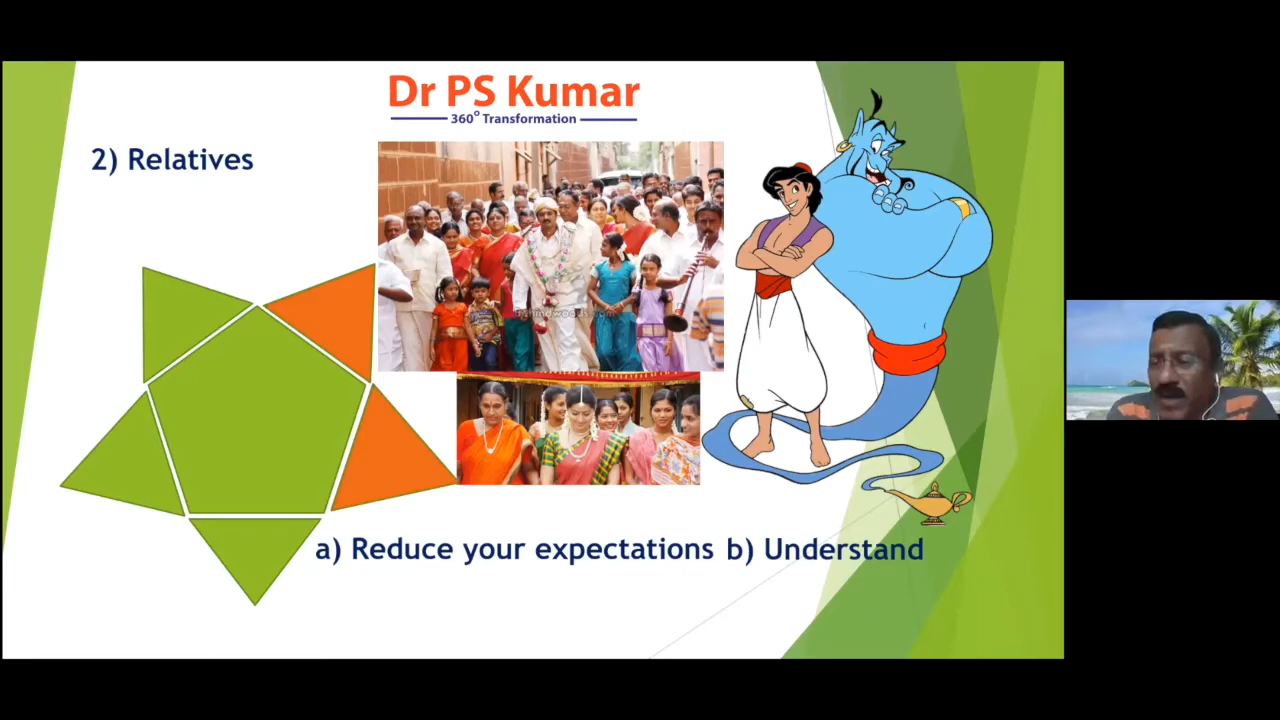 Dr PS Kumar
360° Transformation
2) Relatives
a) Reduce your expectations b) Understand